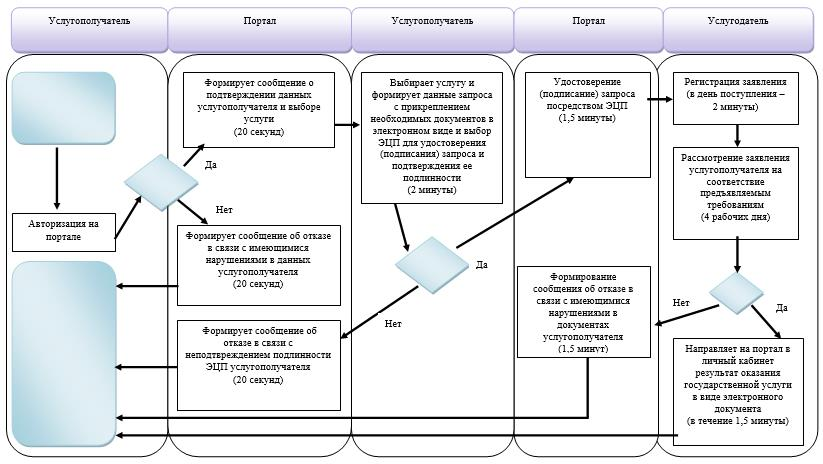 Услугополучатель
Портал
Услугополучатель
Портал
Услугодатель
Авторизация на
портале
Формирует сообщение о
подтверждении данных
услугополучателя и выборе
услуги
(20 секунд)
Да
Нет
Формирует сообщение об отказе
в связи с имеющимися
нарушениями в данных
услугополучателя
(20 секунд)
Формирует сообщение об
отказе в связи с
неподтвреждением подлинности
ЭЦП услугополучателя
(20 секунд)
Выбирает услугу и
формирует данные запроса
с прикреплением
необходимых документов в
электронном виде и выбор
ЭЦП для удостоверения
(подписания) запроса и
подтверждения ее
подлинности
(2 минуты)
Да
Нет
Удостоверение
(подписание) запроса
посредством ЭЦП
(1,5 минуты)
Формирование
сообщения об отказе в
связи с имеющимися
нарушениями в
документах
услугополучателя
(1,5 минут)
Регистрация заявления
(в день поступления –
2 минуты)
Рассмотрение заявления
услугополучателя на
соответствие
предъявляемым
требованиям
(4 рабочих дня)
Нет
Да
Направляет на портал в
личный кабинет
результат оказания
государственной услуги
в виде электронного
документа
(в течение 1,5 минуты)